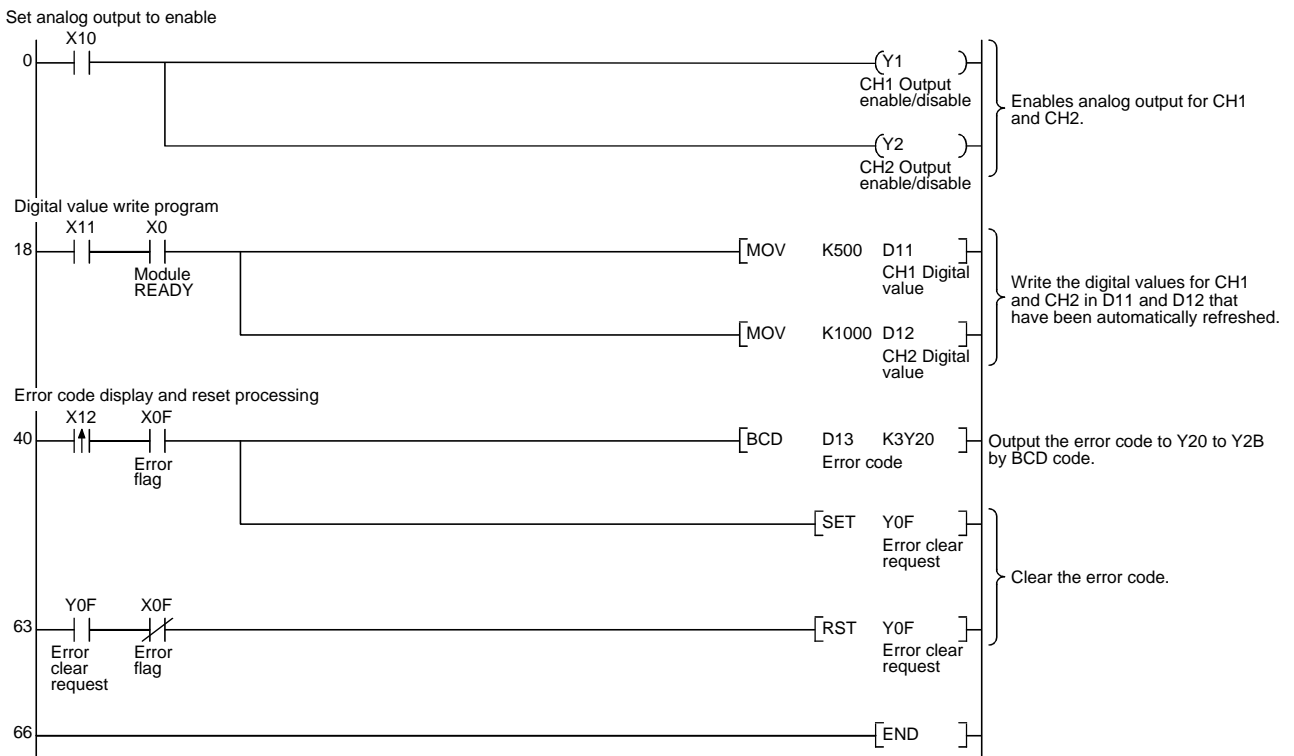 Set analog output to enable
X10
0
Y1
CH1 Output
enable/disable
Enables analog output for CH1
and CH2.
Y2
CH2 Output
enable/disable
Digital value write program
X11 X0
18
MOV K500 D11
Module
READY
CH1 Digital
value
Write the digital values for CH1
and CH2 in D11 and D12 that
have been automatically refreshed.
MOV K1000 D12
CH2 Digital
value
Error code display and reset processing
X12 X0F
40
BCD D13 K3Y20
Error
flag
Error code
Output the error code to Y20 to Y2B
by BCD code.
SET Y0F
Error clear
request
Clear the error code.
Y0F X0F
63
RST Y0F
Error
clear
request
Error
flag
Error clear
request
66
END